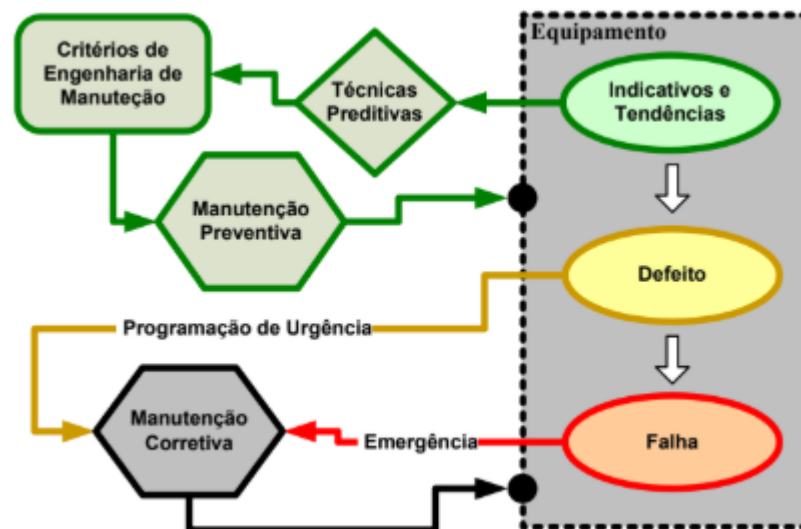 Equipamento
Critérios de
Engenharia de
Manuteção
Técnicas
Preditivas
Indicativos e
Tendências
Manutenção
Preventiva
Defeito
Programação de Urgência
Manutenção
Corretiva
Emergência
Falha